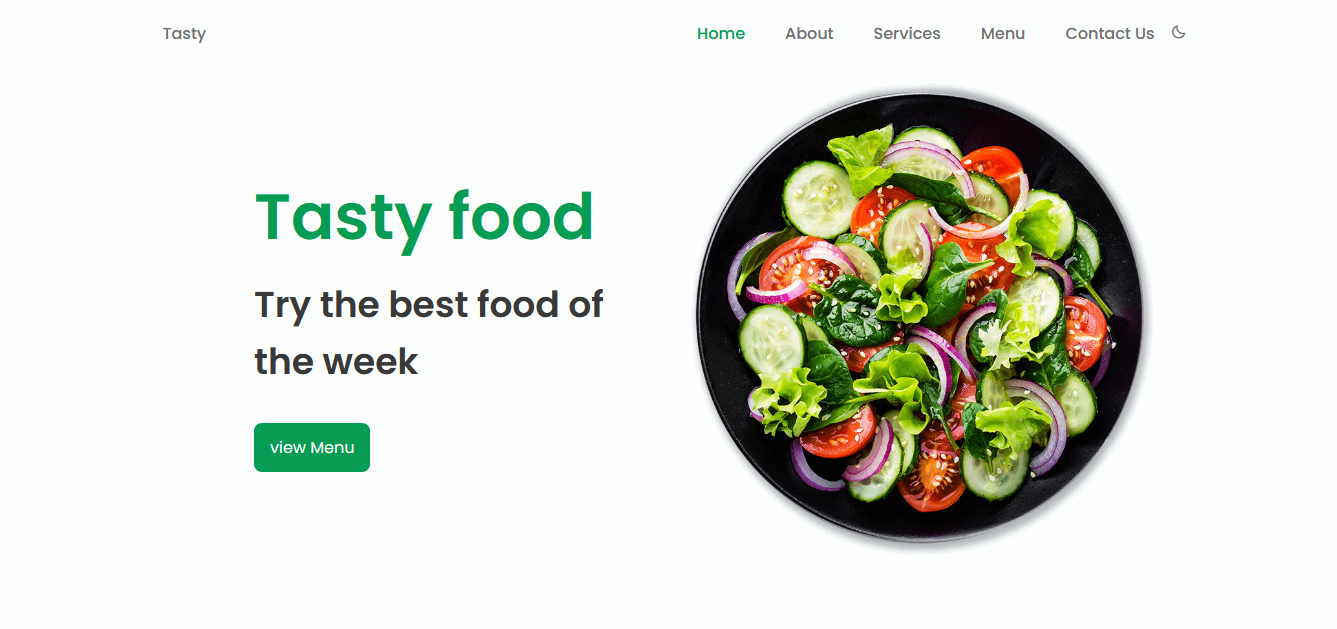 Tasty
Home About Services Menu Contact Us
Tasty food
Try the best food of
the week
view Menu